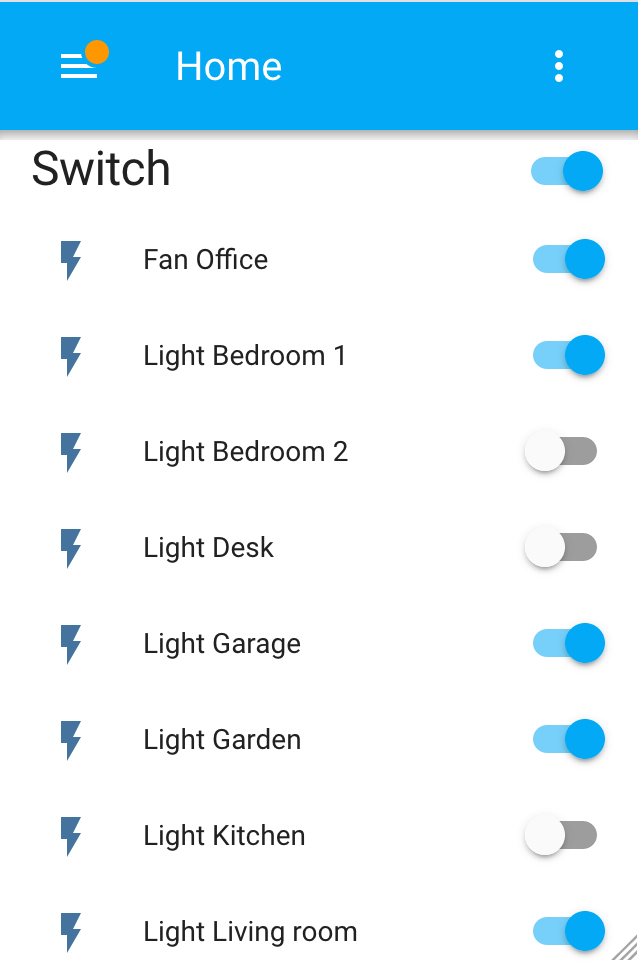 Home
Switch
Fan Office
Light Bedroom 1
Light Bedroom 2
Light Desk
Light Garage
Light Garden
Light Kitchen
Light Living room